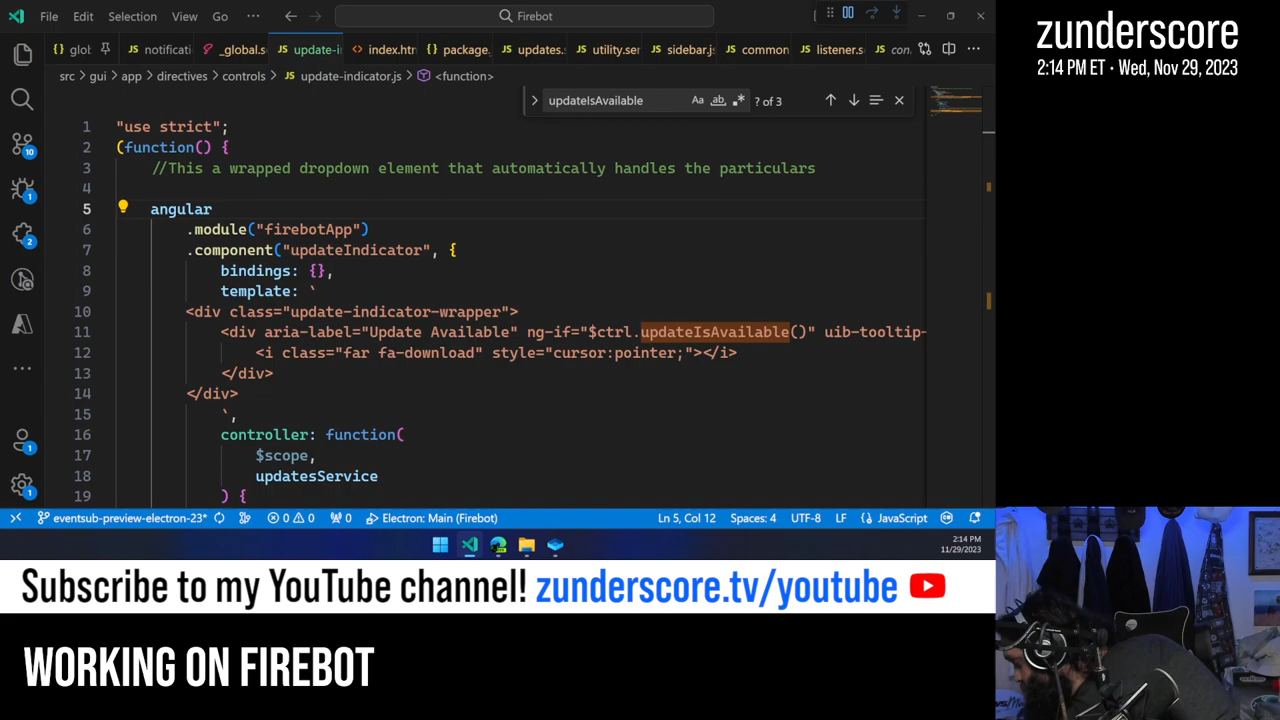 File Edit Selection View Go ··· Firebot
glob notificati _global.s update-i index.htm package. updates. utility.ser sidebar.js common listener.s con.
src > gui > app > directives > controls > JS update-indicator.js > <function>
updateIsAvailable Aa ab .* ? of 3
1 "use strict";
2 (function() {
3 //This a wrapped dropdown element that automatically handles the particulars
4
5 angular
6 .module("firebotApp")
7 .component("updateIndicator", {
8 bindings: {},
9 template: `
10 <div class="update-indicator-wrapper">
11 <div aria-label="Update Available" ng-if="$ctrl.updateIsAvailable()" uib-tooltip-
12 <i class="far fa-download" style="cursor:pointer;"></i>
13 </div>
14 </div>
15 `,
16 controller: function(
17 $scope,
18 updatesService
19 ) {
eventsub-preview-electron-23* 0 0 0 Electron: Main (Firebot) Ln 5, Col 12 Spaces: 4 UTF-8 LF {} JavaScript
2:14 PM
11/29/2023
zunderscore
2:14 PM ET • Wed, Nov 29, 2023
Subscribe to my YouTube channel! zunderscore.tv/youtube
WORKING ON FIREBOT